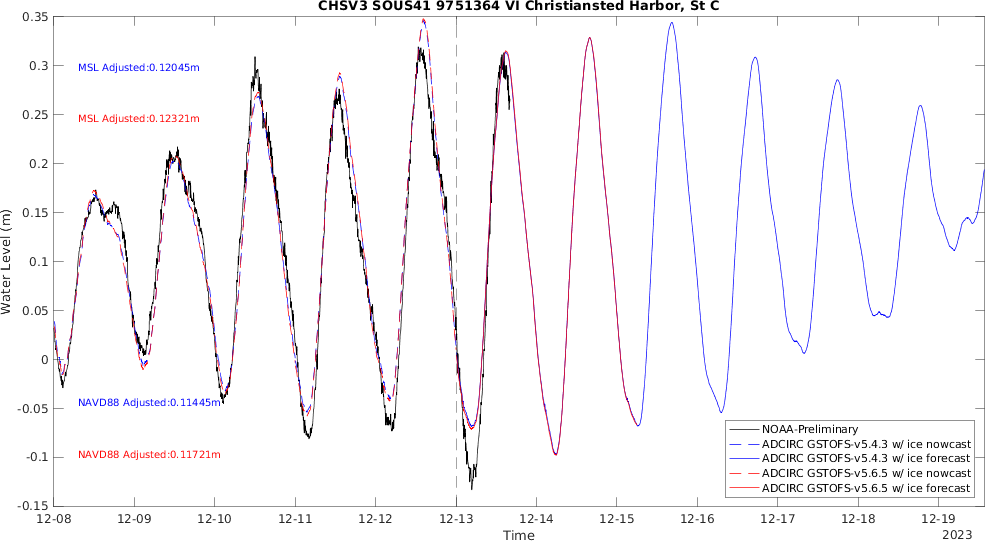 CHSV3 SOUS41 9751364 VI Christiansted Harbor, St C
0.35
0.3
0.25
0.2
0.15
0.1
0.05
0
-0.05
-0.1
-0.15
Water Level (m)
MSL Adjusted:0.12045m
MSL Adjusted:0.12321m
NAVD88 Adjusted:0.11445m
NAVD88 Adjusted:0.11721m
NOAA-Preliminary
ADCIRC GSTOFS-v5.4.3 w/ ice nowcast
ADCIRC GSTOFS-v5.4.3 w/ ice forecast
ADCIRC GSTOFS-v5.6.5 w/ ice nowcast
ADCIRC GSTOFS-v5.6.5 w/ ice forecast
12-08 12-09 12-10 12-11 12-12 12-13 12-14 12-15 12-16 12-17 12-18 12-19
Time
2023